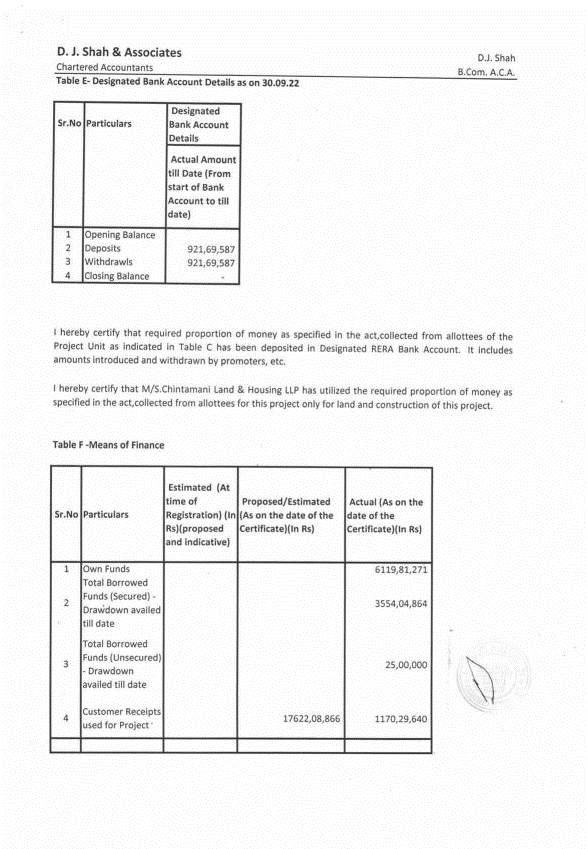 D. J. Shah & Associates
Chartered Accountants
D.J. Shah
B.Com. A.C.A.
Table E- Designated Bank Account Details as on 30.09.22
Sr.No Particulars
Designated
Bank Account
Details
Actual Amount
till Date (From
start of Bank
Account to till
date)
1 Opening Balance
2 Deposits 921,69,587
3 Withdrawls 921,69,587
4 Closing Balance -
I hereby certify that required proportion of money as specified in the act,collected from allottees of the
Project Unit as indicated in Table C has been deposited in Designated RERA Bank Account. It includes
amounts introduced and withdrawn by promoters, etc.
I hereby certify that M/S.Chintamani Land & Housing LLP has utilized the required proportion of money as
specified in the act,collected from allottees for this project only for land and construction of this project.
Table F -Means of Finance
Sr.No Particulars
Estimated (At
time of
Registration) (In
Rs)(proposed
and indicative)
Proposed/Estimated
(As on the date of the
Certificate)(In Rs)
Actual (As on the
date of the
Certificate)(In Rs)
1 Own Funds 6119,81,271
2 Total Borrowed
Funds (Secured) -
Drawdown availed
till date
3554,04,864
3 Total Borrowed
Funds (Unsecured)
- Drawdown
availed till date
25,00,000
4 Customer Receipts
used for Project
17622,08,866 1170,29,640